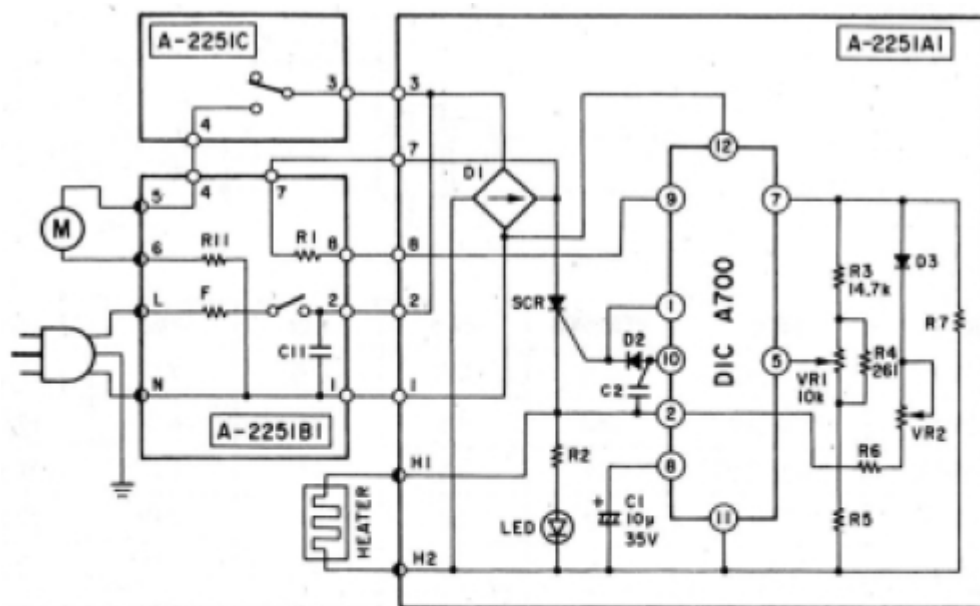 A-2251C
A-2251A1
3
3
4
12
7
5
4
7
D1
9
7
M
R11
R1
8
8
D3
6
R3
14.7k
SCR
L
F
2
2
1
D2
R7
C11
10
5
R4
261
DIC A700
C2
VR1
10k
N
1
1
2
VR2
A-2251B1
R6
H1
R2
8
+
C1
10μ
35V
11
R5
HEATER
LED
H2